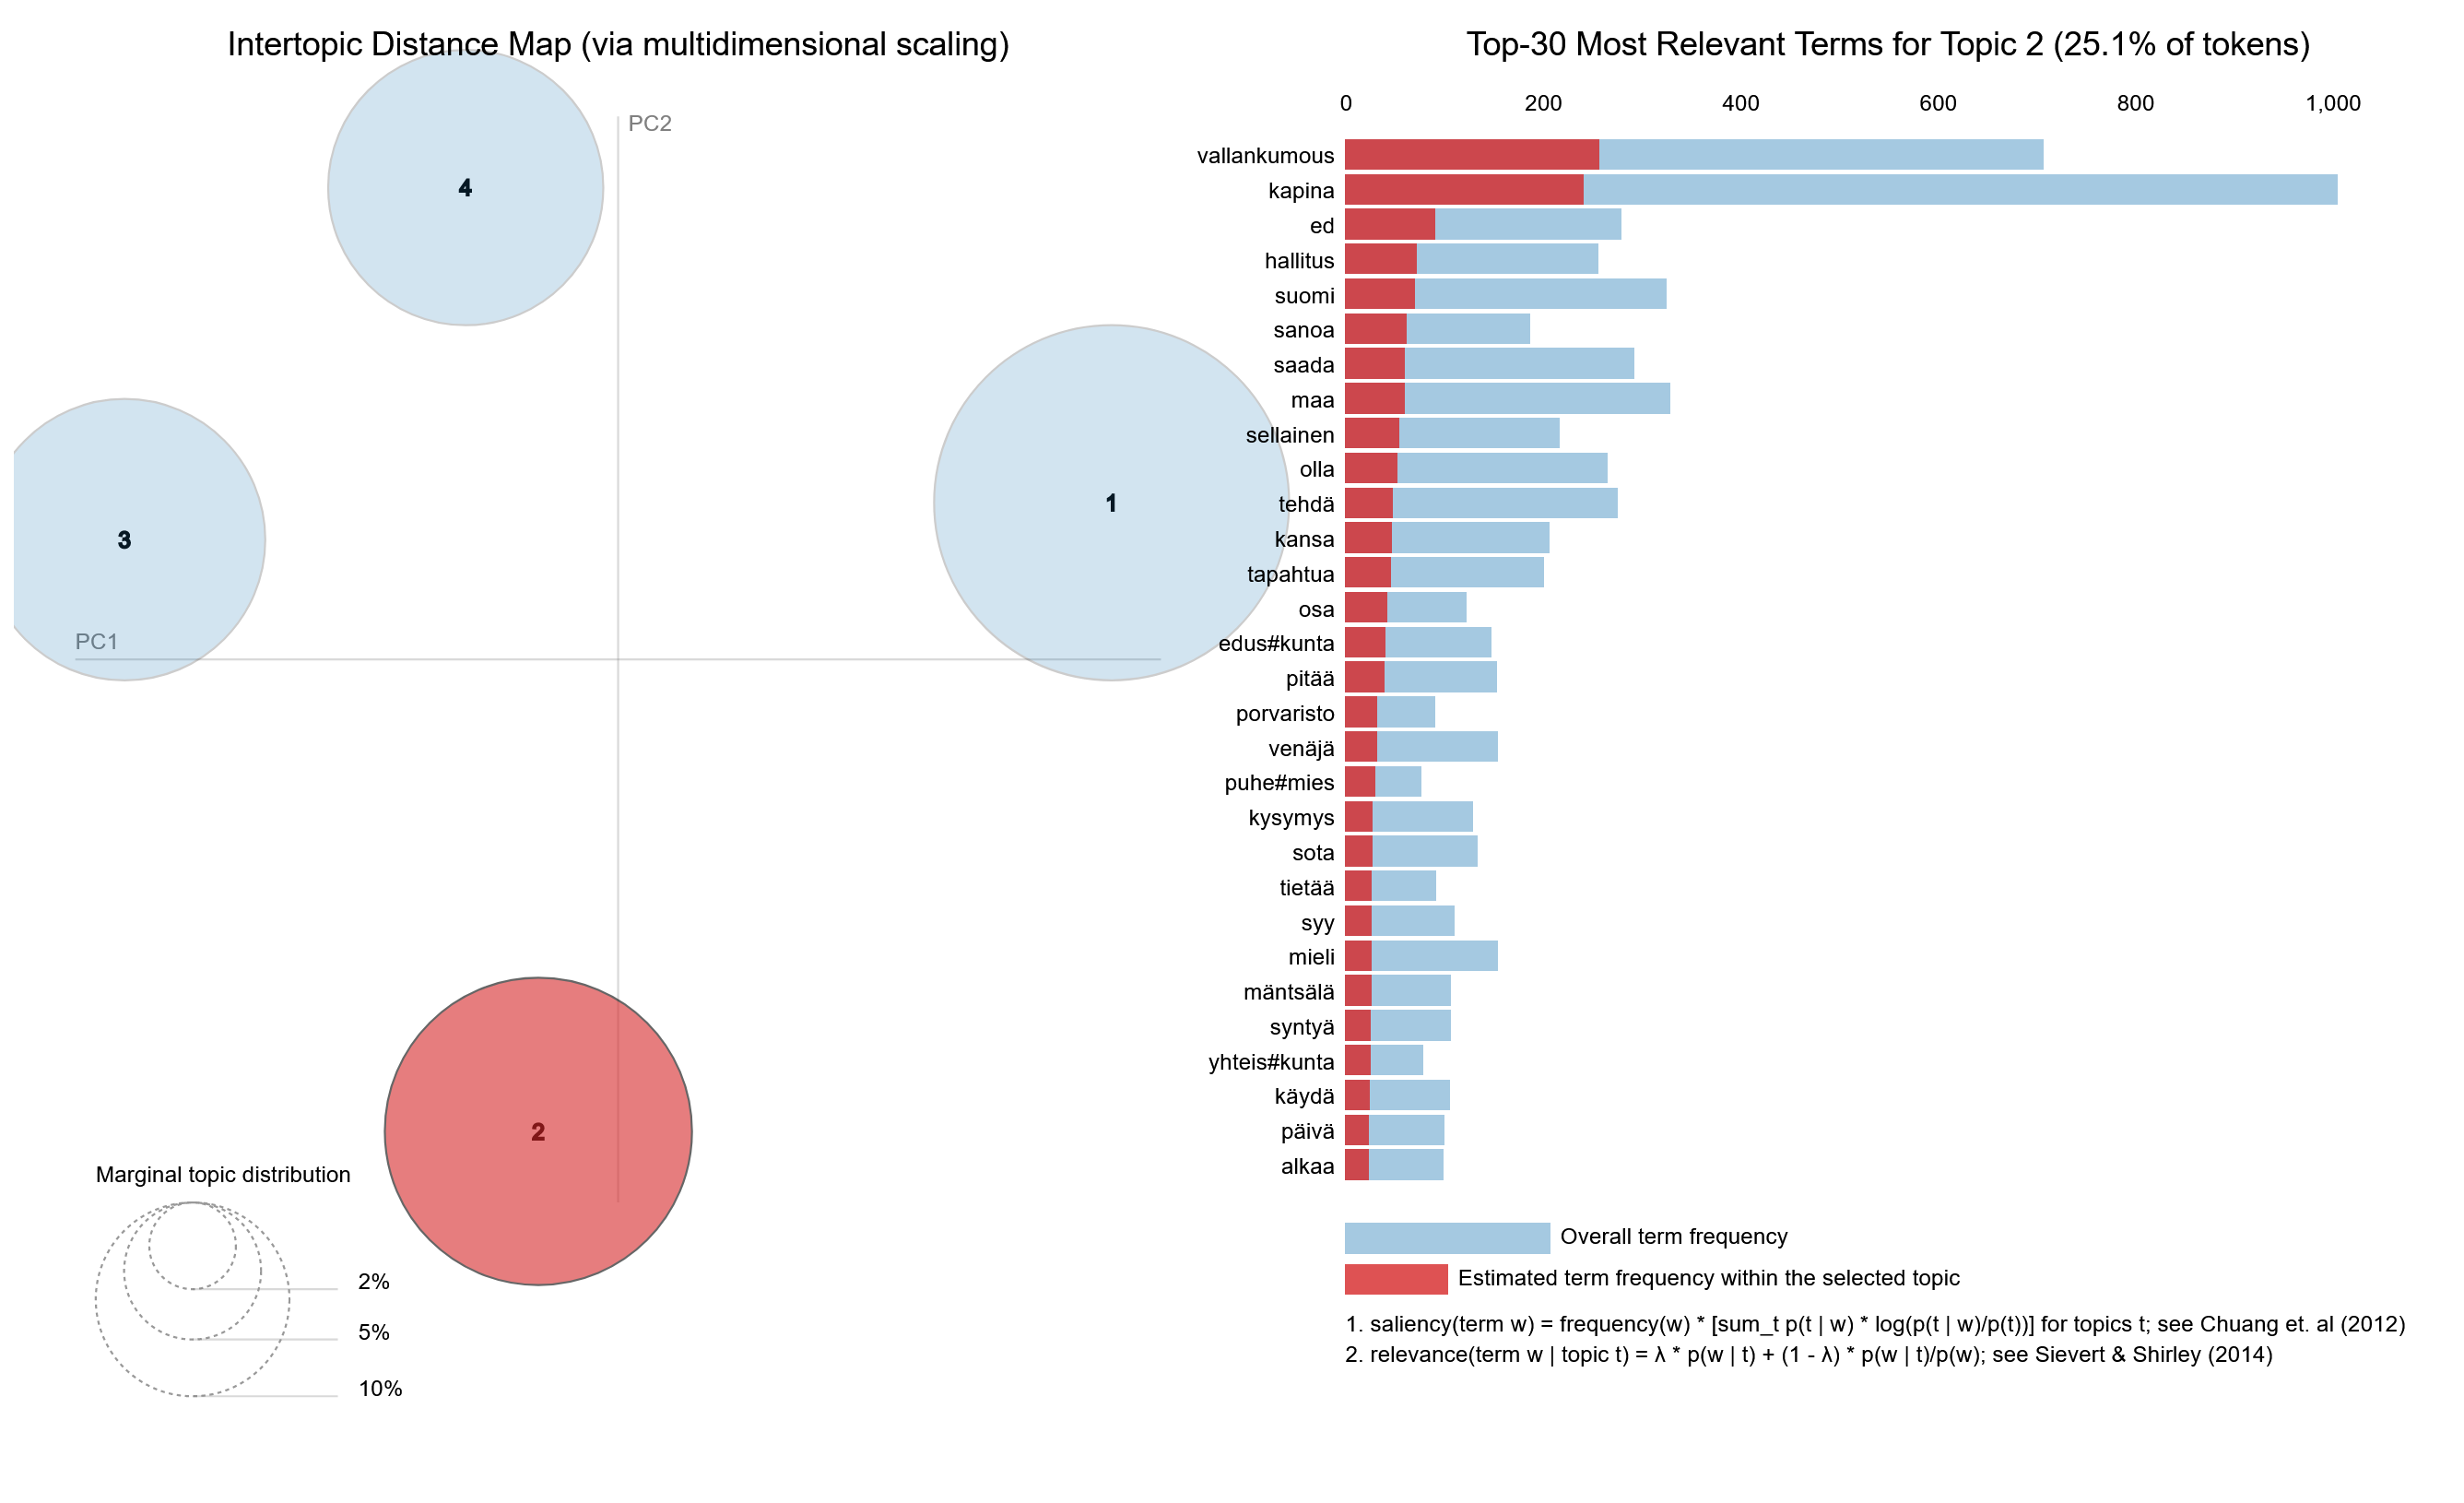 Intertopic Distance Map (via multidimensional scaling)
PC2
4
1
3
PC1
2
Marginal topic distribution
2%
5%
10%
Top-30 Most Relevant Terms for Topic 2 (25.1% of tokens)
0 200 400 600 800 1,000
vallankumous
kapina
ed
hallitus
suomi
sanoa
saada
maa
sellainen
olla
tehdä
kansa
tapahtua
osa
edus#kunta
pitää
porvaristo
venäjä
puhe#mies
kysymys
sota
tietää
syy
mieli
mäntsälä
syntyä
yhteis#kunta
käydä
päivä
alkaa
Overall term frequency
Estimated term frequency within the selected topic
1. saliency(term w) = frequency(w) * [sum_t p(t | w) * log(p(t | w)/p(t))] for topics t; see Chuang et. al (2012)
2. relevance(term w | topic t) = λ * p(w | t) + (1 - λ) * p(w | t)/p(w); see Sievert & Shirley (2014)